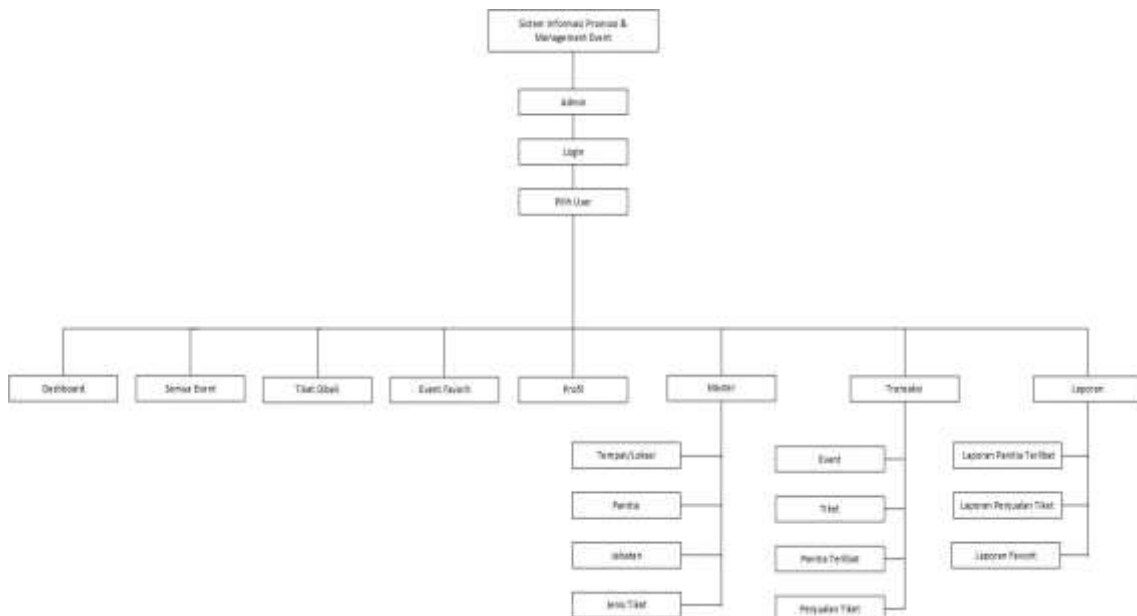 Sistem Informasi Promosi &
Management Event
Admin
Login
Pilih User
Dashboard
Semua Event
Tiket Dibeli
Event Favorit
Profil
Master
Transaksi
Laporan
Tempat/Lokasi
Event
Laporan Panitia Terlibat
Panitia
Tiket
Laporan Penjualan Tiket
Jabatan
Panitia Terlibat
Laporan Favorit
Jenis Tiket
Penjualan Tiket